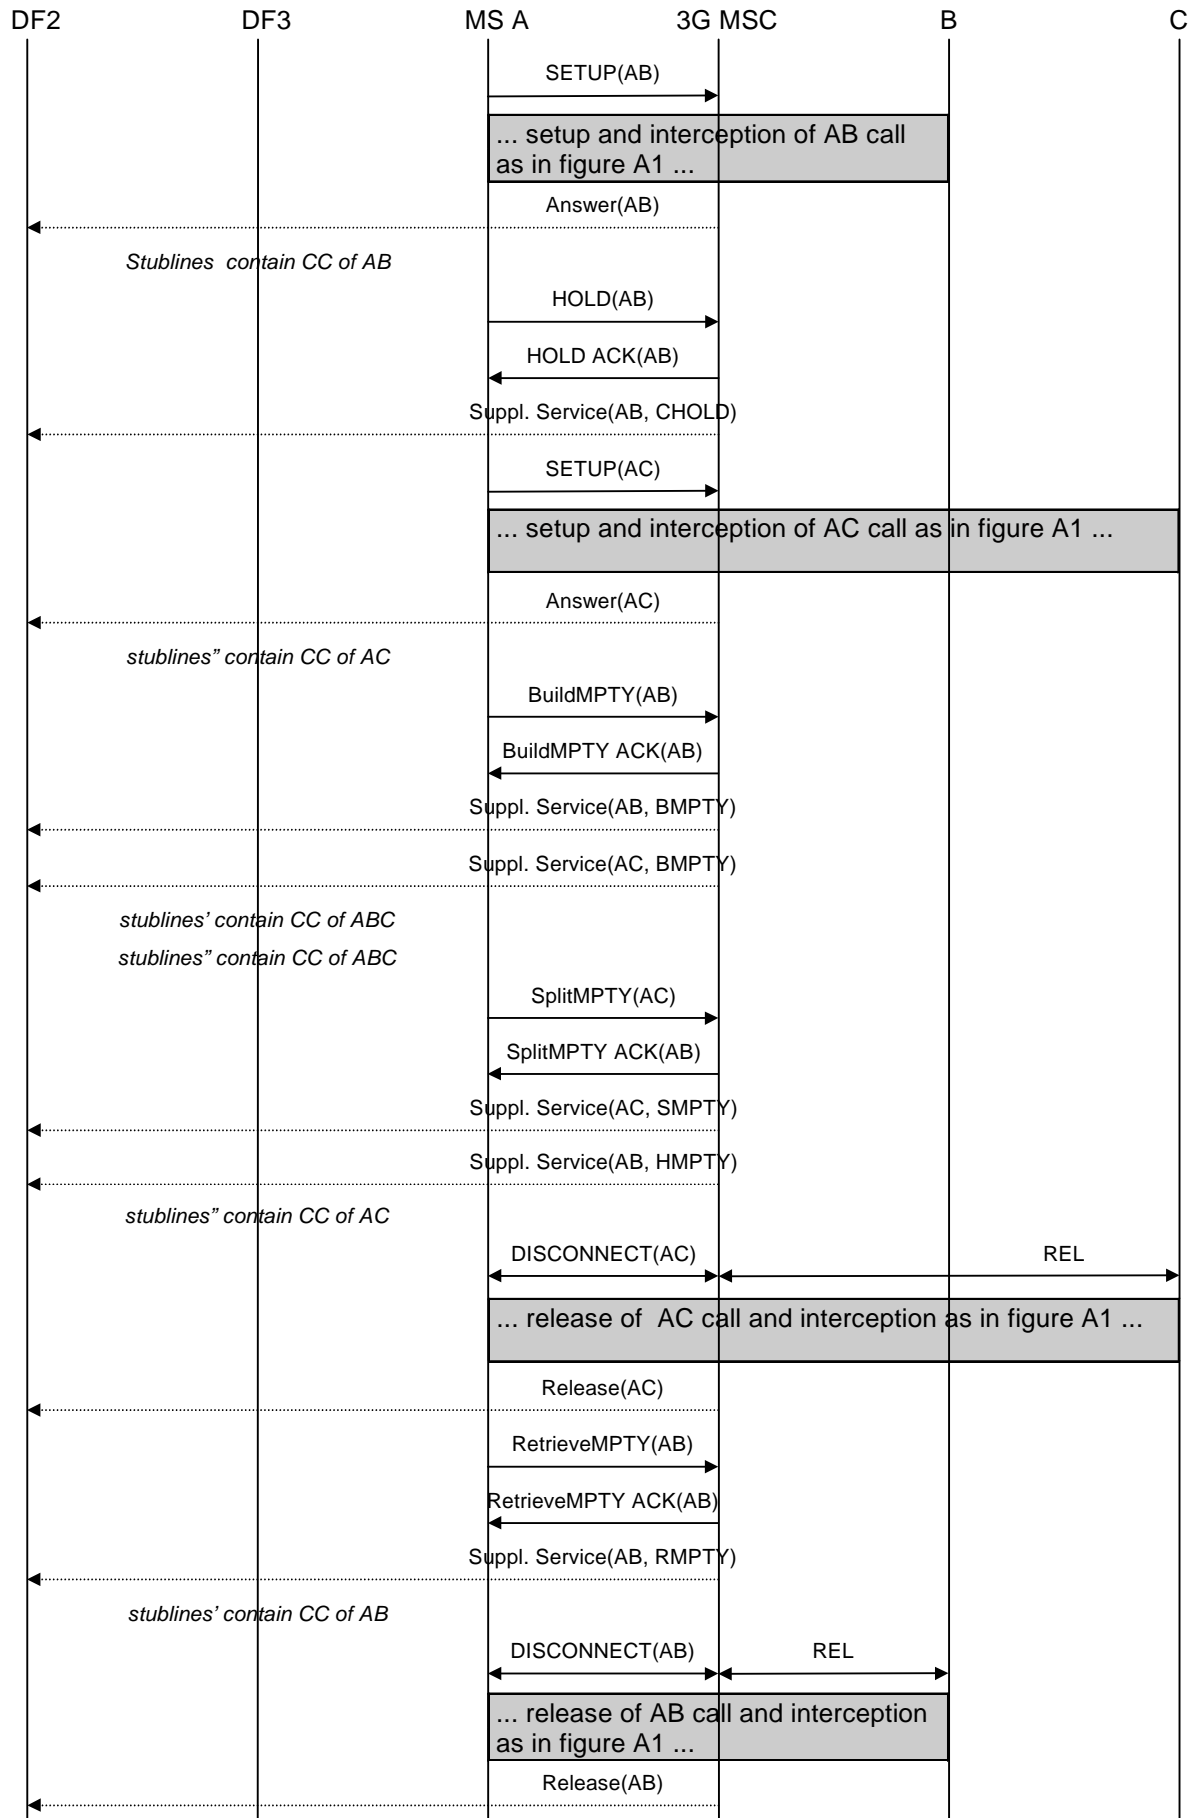 DF2 DF3 MS A 3G MSC B C
SETUP(AB)
... setup and interception of AB call
as in figure A1 ...
Answer(AB)
Stublines contain CC of AB
HOLD(AB)
HOLD ACK(AB)
Suppl. Service(AB, CHOLD)
SETUP(AC)
... setup and interception of AC call as in figure A1 ...
Answer(AC)
stublines” contain CC of AC
BuildMPTY(AB)
BuildMPTY ACK(AB)
Suppl. Service(AB, BMPTY)
Suppl. Service(AC, BMPTY)
stublines’ contain CC of ABC
stublines” contain CC of ABC
SplitMPTY(AC)
SplitMPTY ACK(AB)
Suppl. Service(AC, SMPTY)
Suppl. Service(AB, HMPTY)
stublines” contain CC of AC
DISCONNECT(AC) REL
... release of AC call and interception as in figure A1 ...
Release(AC)
RetrieveMPTY(AB)
RetrieveMPTY ACK(AB)
Suppl. Service(AB, RMPTY)
stublines’ contain CC of AB
DISCONNECT(AB) REL
... release of AB call and interception
as in figure A1 ...
Release(AB)